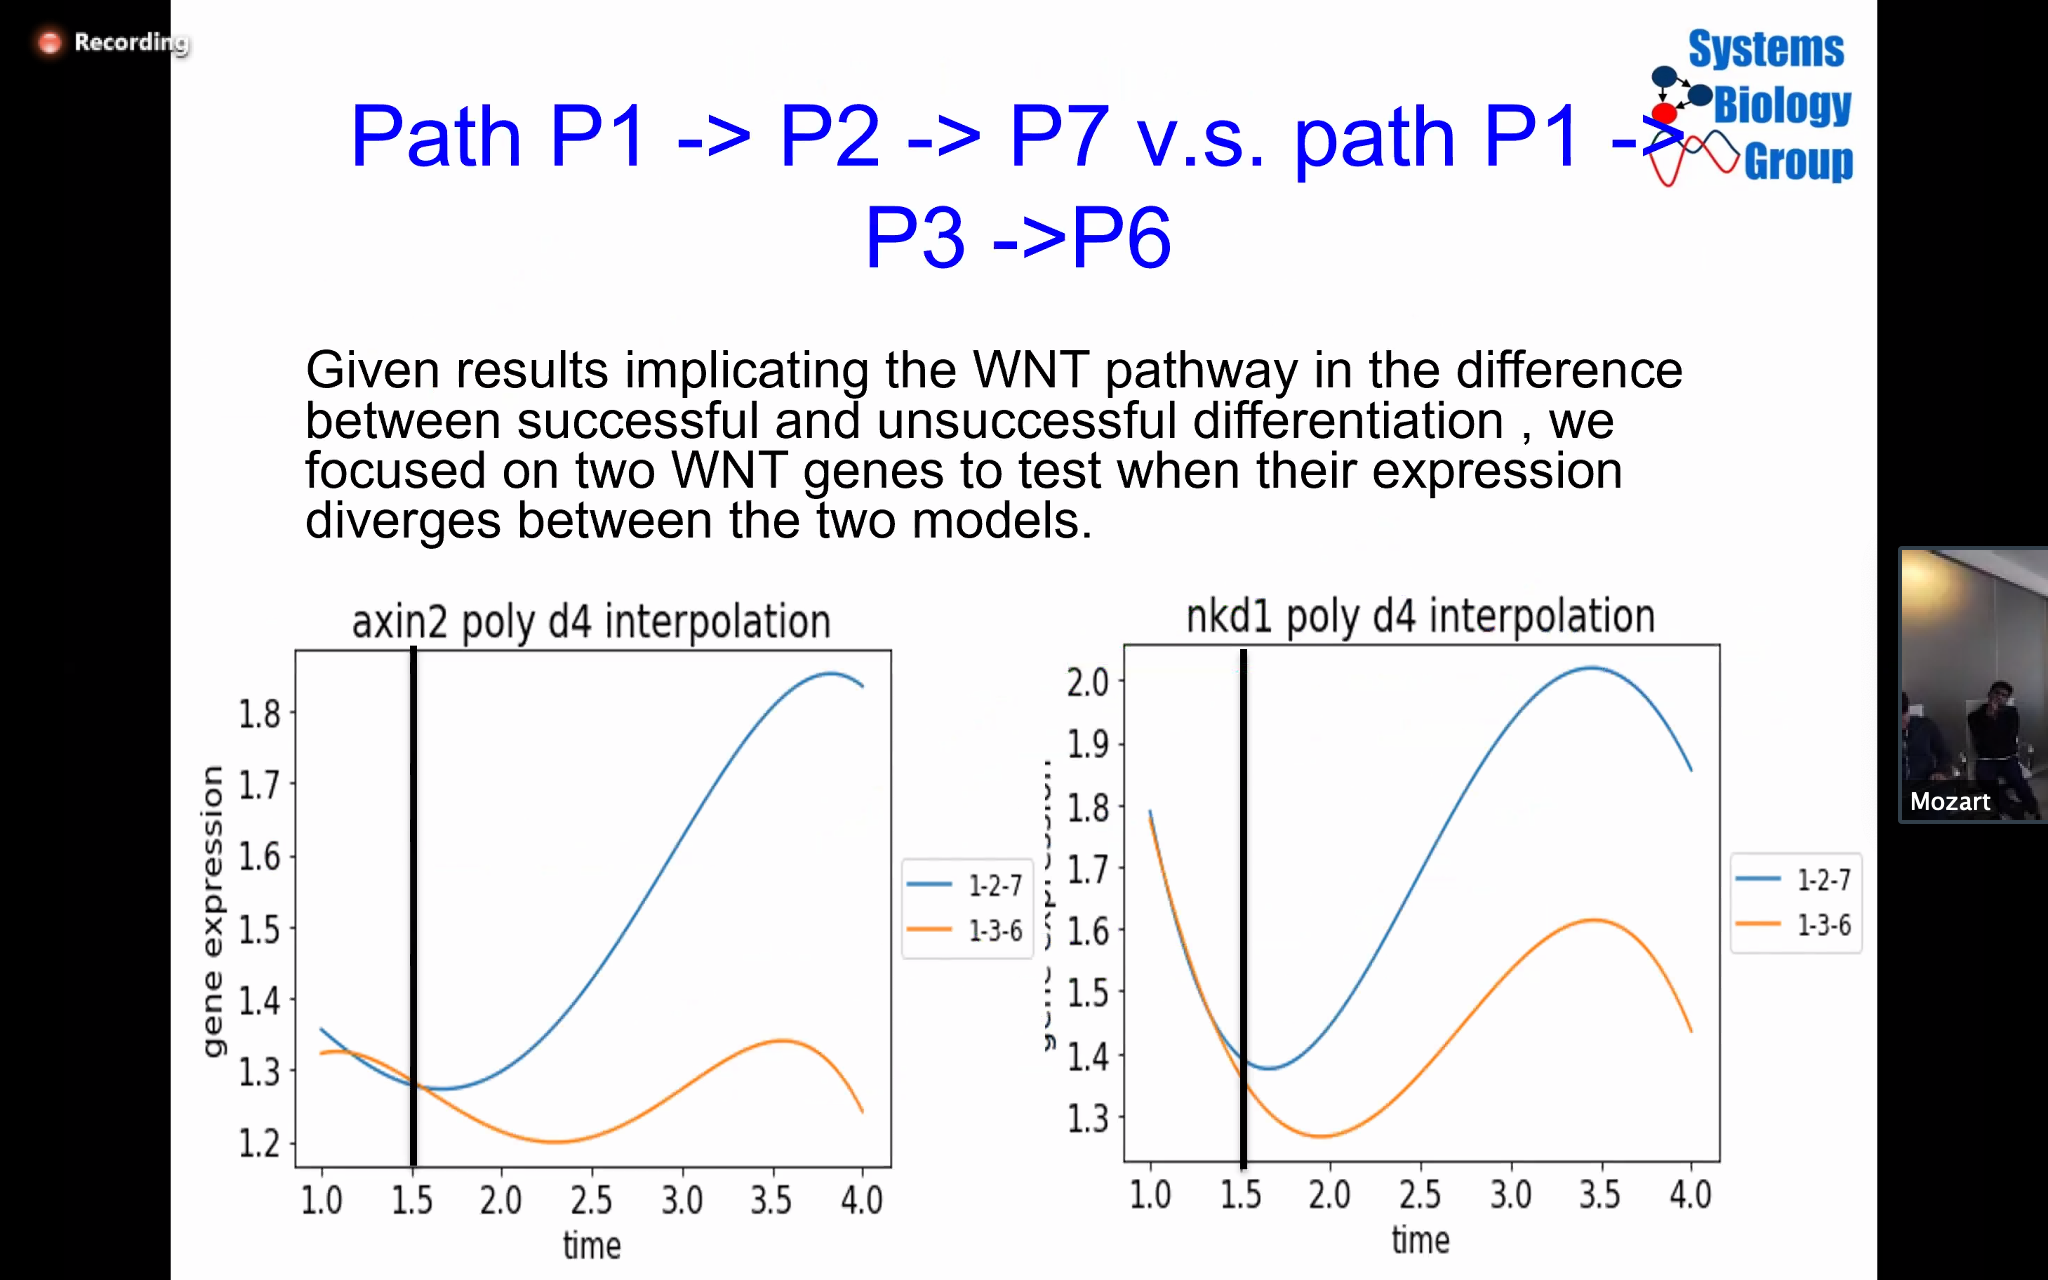 Recording
Systems
Biology
Group
Path P1 -> P2 -> P7 v.s. path P1 ->
P3 ->P6
Given results implicating the WNT pathway in the difference
between successful and unsuccessful differentiation , we
focused on two WNT genes to test when their expression
diverges between the two models.
axin2 poly d4 interpolation
gene expression
1.8
1.7
1.6
1.5
1.4
1.3
1.2
1.0 1.5 2.0 2.5 3.0 3.5 4.0
time
1-2-7
1-3-6
nkd1 poly d4 interpolation
gene expression
2.0
1.9
1.8
1.7
1.6
1.5
1.4
1.3
1.0 1.5 2.0 2.5 3.0 3.5 4.0
time
1-2-7
1-3-6
Mozart